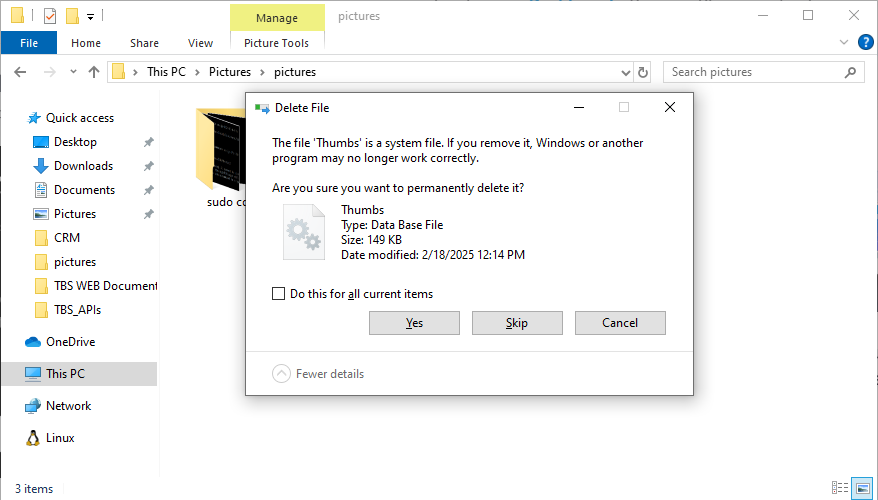 Manage
pictures
File
Home
Share
View
Picture Tools
This PC
Pictures
pictures
Search pictures
Quick access
Desktop
Downloads
Documents
Pictures
CRM
pictures
TBS WEB Document
TBS_APIs
OneDrive
This PC
Network
Linux
sudo co
Delete File
The file 'Thumbs' is a system file. If you remove it, Windows or another
program may no longer work correctly.
Are you sure you want to permanently delete it?
Thumbs
Type: Data Base File
Size: 149 KB
Date modified: 2/18/2025 12:14 PM
Do this for all current items
Yes
Skip
Cancel
Fewer details
3 items